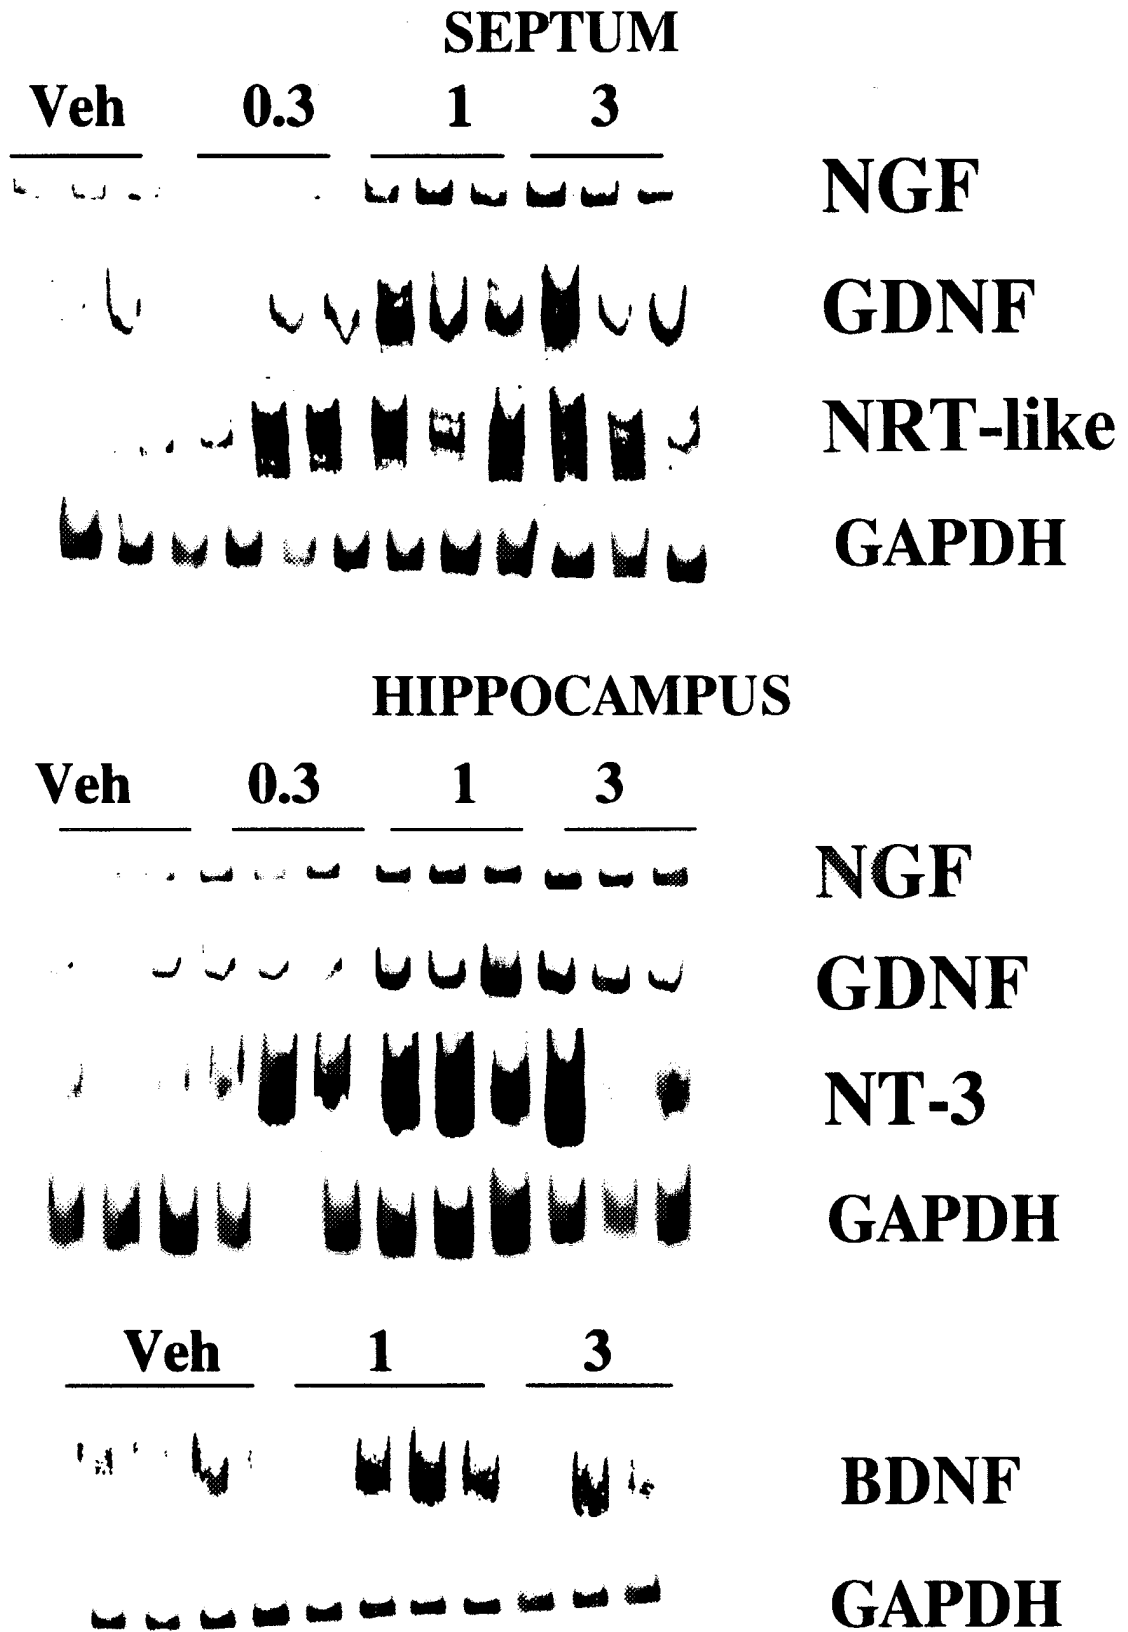 SEPTUM
Veh 0.3 1 3
NGF
GDNF
NRT-like
GAPDH
HIPPOCAMPUS
Veh 0.3 1 3
NGF
GDNF
NT-3
GAPDH
Veh 1 3
BDNF
GAPDH